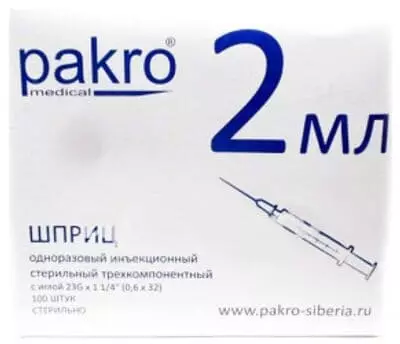 pakro®
medical
2 мл
ШПРИЦ
одноразовый инъекционный
стерильный трехкомпонентный
с иглой 23G x 1 1/4" (0,6 x 32)
100 ШТУК
СТЕРИЛЬНО
www.pakro-siberia.ru